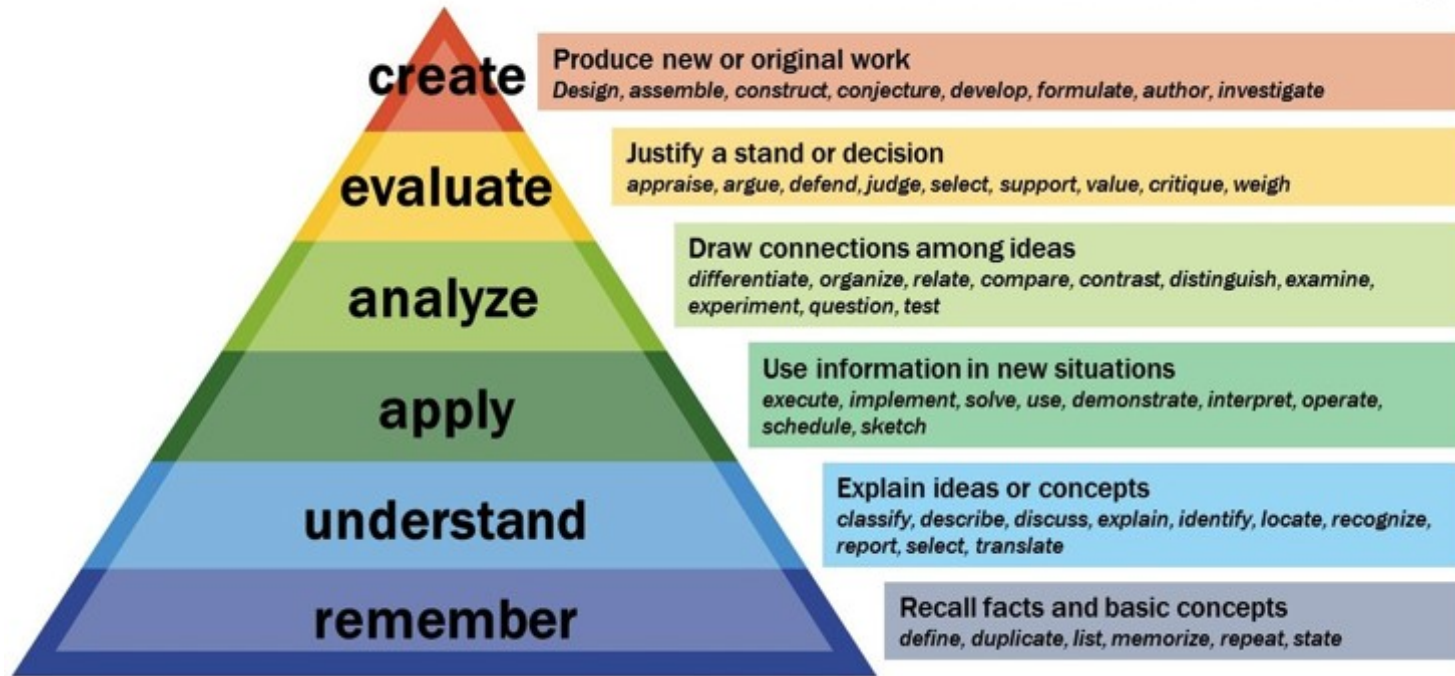 create
Produce new or original work
Design, assemble, construct, conjecture, develop, formulate, author, investigate
evaluate
Justify a stand or decision
appraise, argue, defend, judge, select, support, value, critique, weigh
analyze
Draw connections among ideas
differentiate, organize, relate, compare, contrast, distinguish, examine,
experiment, question, test
apply
Use information in new situations
execute, implement, solve, use, demonstrate, interpret, operate,
schedule, sketch
understand
Explain ideas or concepts
classify, describe, discuss, explain, identify, locate, recognize,
report, select, translate
remember
Recall facts and basic concepts
define, duplicate, list, memorize, repeat, state